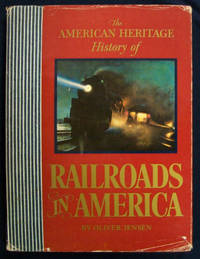 The
AMERICAN HERITAGE
History of
RAILROADS
IN AMERICA
BY OLIVER JENSEN